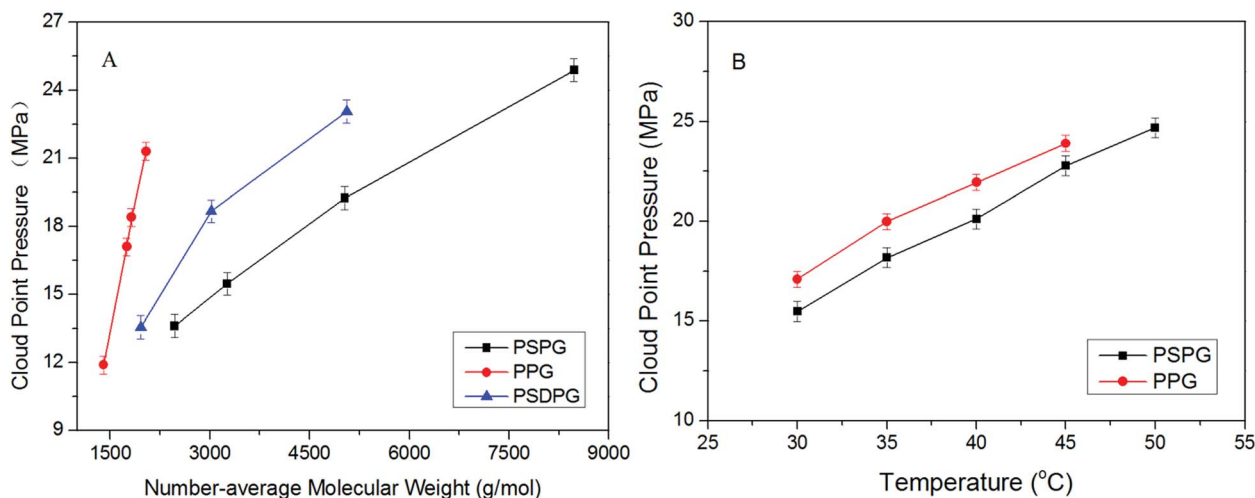 A
Cloud Point Pressure (MPa)
27
24
21
18
15
12
9
1500 3000 4500 6000 7500 9000
Number-average Molecular Weight (g/mol)
PSPG
PPG
PSDPG
B
Cloud Point Pressure (MPa)
30
25
20
15
10
25 30 35 40 45 50 55
Temperature (°C)
PSPG
PPG